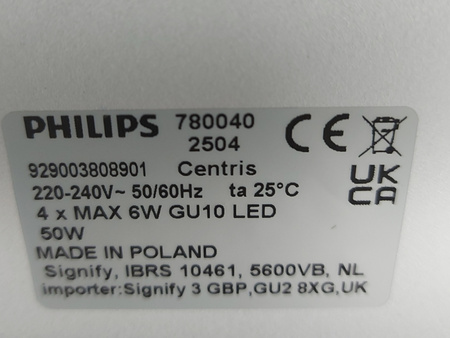 PHILIPS 780040
2504
929003808901 Centris
220-240V~ 50/60Hz ta 25°C
4 x MAX 6W GU10 LED
50W
MADE IN POLAND
Signify, IBRS 10461, 5600VB, NL
importer:Signify 3 GBP,GU2 8XG,UK
CE
UK
CA